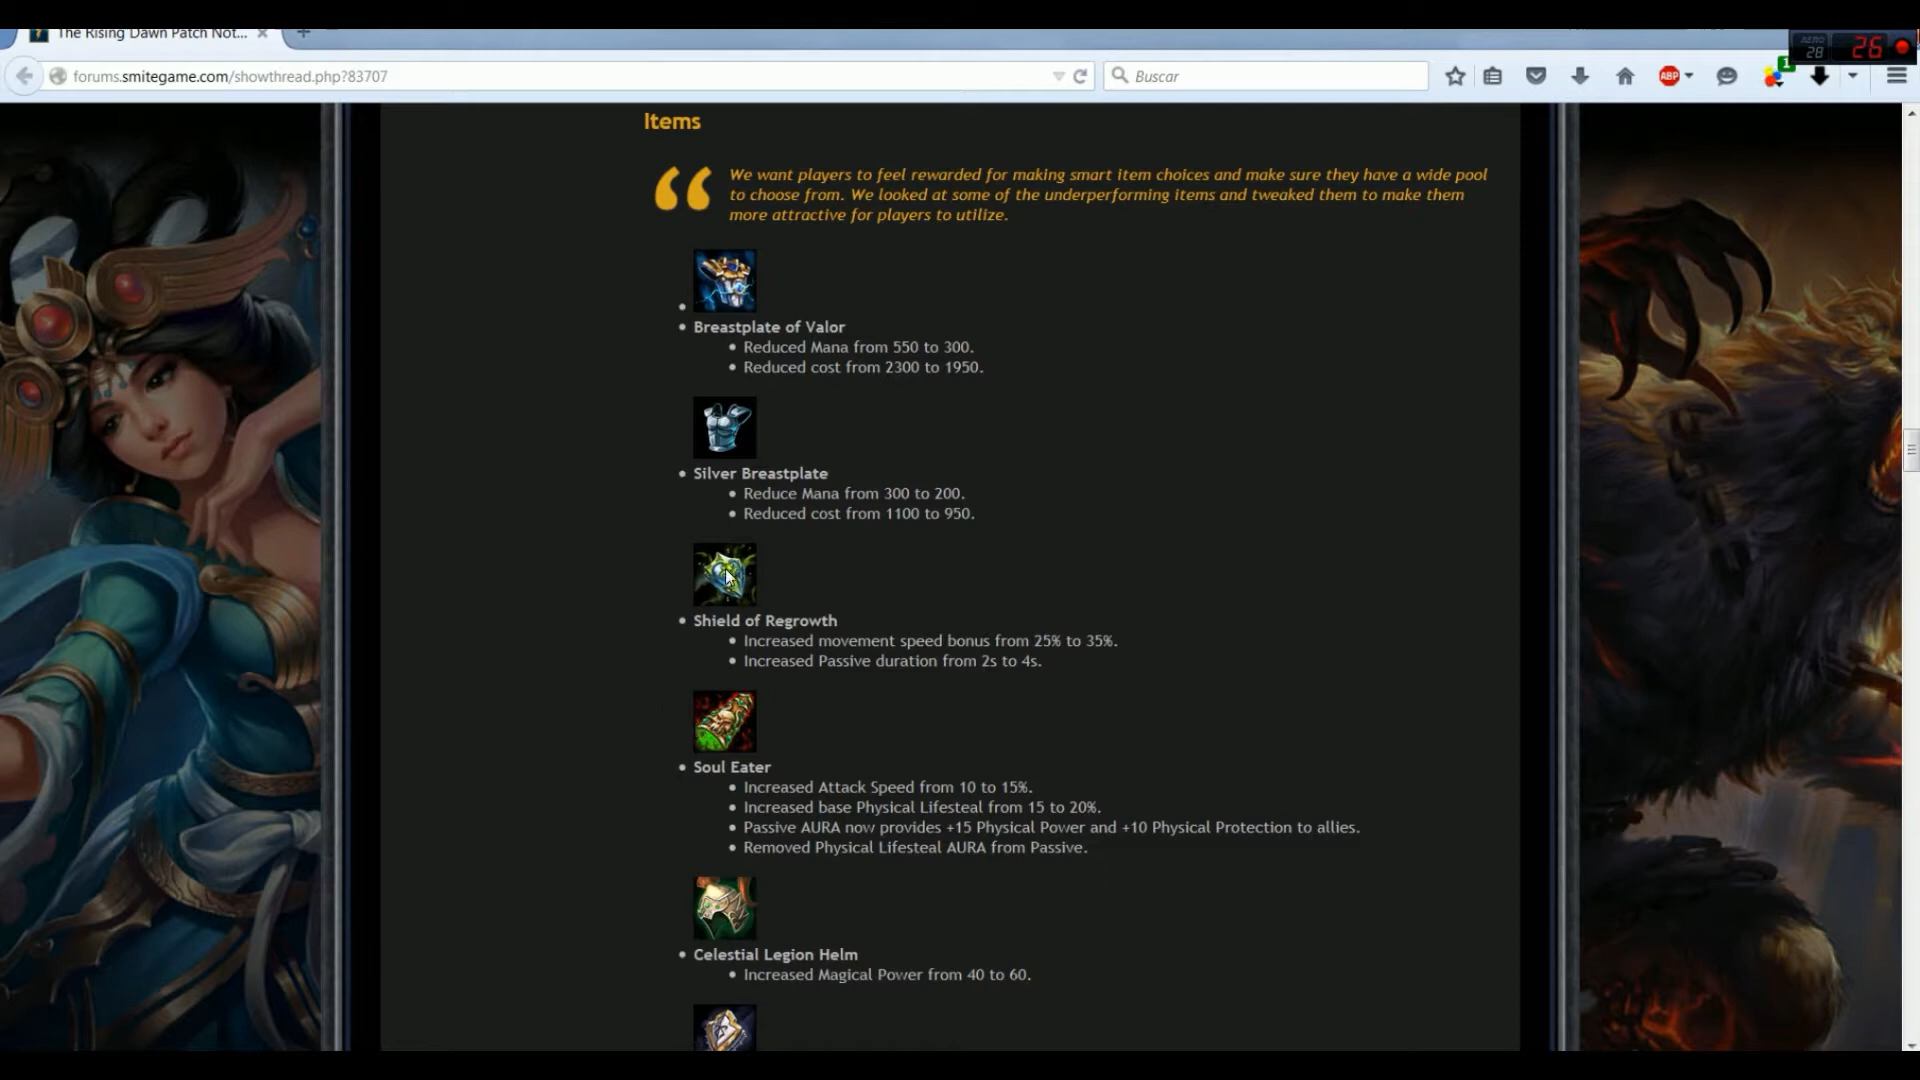 The Rising Dawn Patch Not...
AERO
28
26
forums.smitegame.com/showthread.php?83707
Buscar
ABP
1
Items
We want players to feel rewarded for making smart item choices and make sure they have a wide pool
to choose from. We looked at some of the underperforming items and tweaked them to make them
more attractive for players to utilize.
Breastplate of Valor
Reduced Mana from 550 to 300.
Reduced cost from 2300 to 1950.
Silver Breastplate
Reduce Mana from 300 to 200.
Reduced cost from 1100 to 950.
Shield of Regrowth
Increased movement speed bonus from 25% to 35%.
Increased Passive duration from 2s to 4s.
Soul Eater
Increased Attack Speed from 10 to 15%.
Increased base Physical Lifesteal from 15 to 20%.
Passive AURA now provides +15 Physical Power and +10 Physical Protection to allies.
Removed Physical Lifesteal AURA from Passive.
Celestial Legion Helm
Increased Magical Power from 40 to 60.